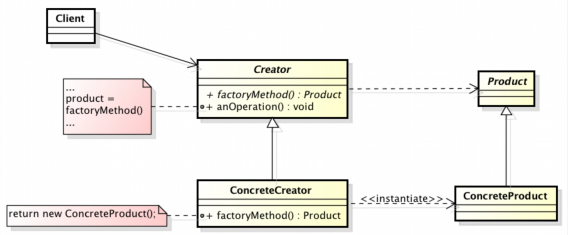 Client
Creator
+ factoryMethod() : Product
+ anOperation() : void
...
product =
factoryMethod()
...
Product
ConcreteCreator
+ factoryMethod() : Product
<<instantiate>>
ConcreteProduct
return new ConcreteProduct();